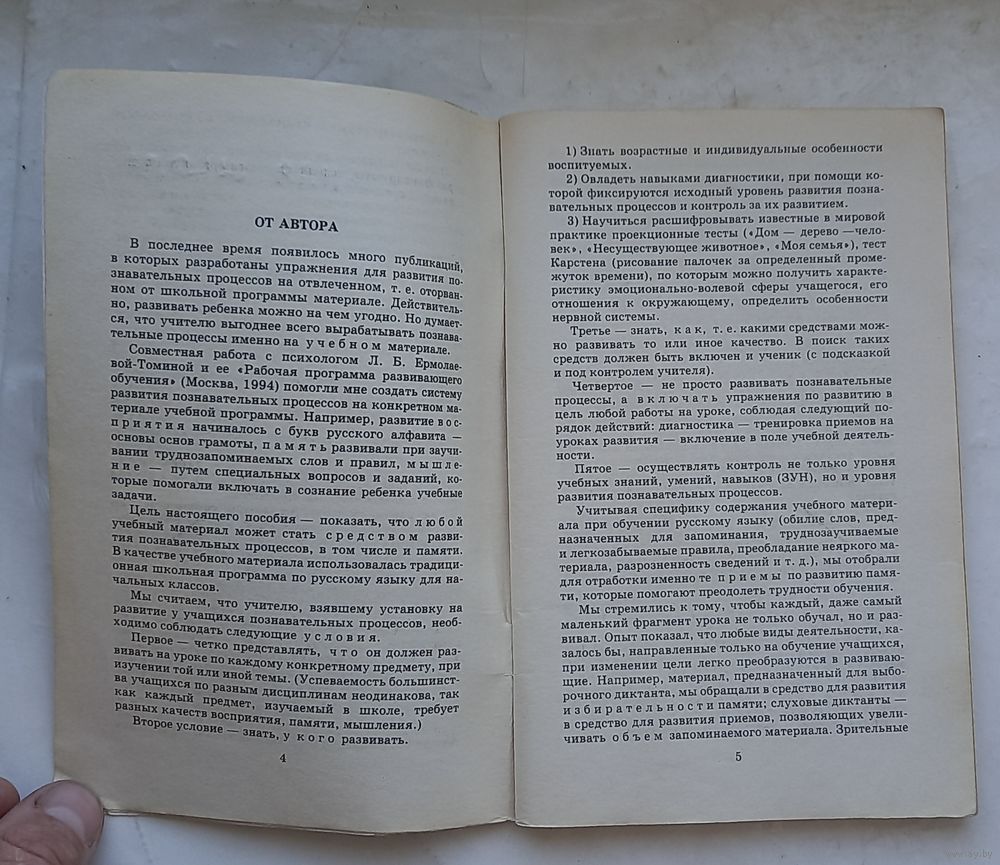 ОТ АВТОРА
В последнее время появилось много публикаций,
в которых разработаны упражнения для развития по-
знавательных процессов на отвлеченном, т. е. оторван-
ном от школьной программы материале. Действитель-
но, развивать ребенка можно на чем угодно. Но думает-
ся, что учителю выгоднее всего вырабатывать познава-
тельные процессы именно на учебном материале.
Совместная работа с психологом Л. Б. Ермолае-
вой-Томиной и ее «Рабочая программа развивающего
обучения» (Москва, 1994) помогли мне создать систему
развития познавательных процессов на конкретном ма-
териале учебной программы. Например, развитие вос-
приятия начиналось с букв русского алфавита —
основы основ грамоты, память развивали при заучи-
вании труднозапоминаемых слов и правил, мышле-
ние — путем специальных вопросов и заданий, ко-
торые помогали включать в сознание ребенка учебные
задачи.
Цель настоящего пособия — показать, что любой
учебный материал может стать средством разви-
тия познавательных процессов, в том числе и памяти.
В качестве учебного материала использовалась традици-
онная школьная программа по русскому языку для на-
чальных классов.
Мы считаем, что учителю, взявшему установку на
развитие у учащихся познавательных процессов, необ-
ходимо соблюдать следующие условия.
Первое — четко представлять, что он должен раз-
вивать на уроке по каждому конкретному предмету, при
изучении той или иной темы. (Успеваемость большинст-
ва учащихся по разным дисциплинам неодинакова, так
как каждый предмет, изучаемый в школе, требует
разных качеств восприятия, памяти, мышления.)
Второе условие — знать, у кого развивать.
4
1) Знать возрастные и индивидуальные особенности
воспитуемых.
2) Овладеть навыками диагностики, при помощи ко-
торой фиксируются исходный уровень развития позна-
вательных процессов и контроль за их развитием.
3) Научиться расшифровывать известные в мировой
практике проекционные тесты («Дом — дерево —чело-
век», «Несуществующее животное», «Моя семья»), тест
Карстена (рисование палочек за определенный проме-
жуток времени), по которым можно получить характе-
ристику эмоционально-волевой сферы учащегося, его
отношения к окружающему, определить особенности
нервной системы.
Третье — знать, как, т. е. какими средствами мож-
но развивать то или иное качество. В поиск таких
средств должен быть включен и ученик (с подсказкой
и под контролем учителя).
Четвертое — не просто развивать познавательные
процессы, а включать упражнения по развитию в
цель любой работы на уроке, соблюдая следующий по-
рядок действий: диагностика — тренировка приемов на
уроках развития — включение в поле учебной деятель-
ности.
Пятое — осуществлять контроль не только уровня
учебных знаний, умений, навыков (ЗУН), но и уровня
развития познавательных процессов.
Учитывая специфику содержания учебного матери-
ала при обучении русскому языку (обилие слов, пред-
назначенных для запоминания, труднозаучиваемые
и легкозабываемые правила, преобладание неяркого ма-
териала, разрозненность сведений и т. д.), мы отобрали
для отработки именно те приемы по развитию памя-
ти, которые помогают преодолеть трудности обучения.
Мы стремились к тому, чтобы каждый, даже самый
маленький фрагмент урока не только обучал, но и раз-
вивал. Опыт показал, что любые виды деятельности, ка-
залось бы, направленные только на обучение учащихся,
при изменении цели легко преобразуются в развиваю-
щие. Например, материал, предназначенный для выбо-
рочного диктанта, мы обращали в средство для развития
избирательности памяти; слуховые диктанты —
в средство для развития приемов, позволяющих увели-
чивать объем запоминаемого материала. Зрительные
5